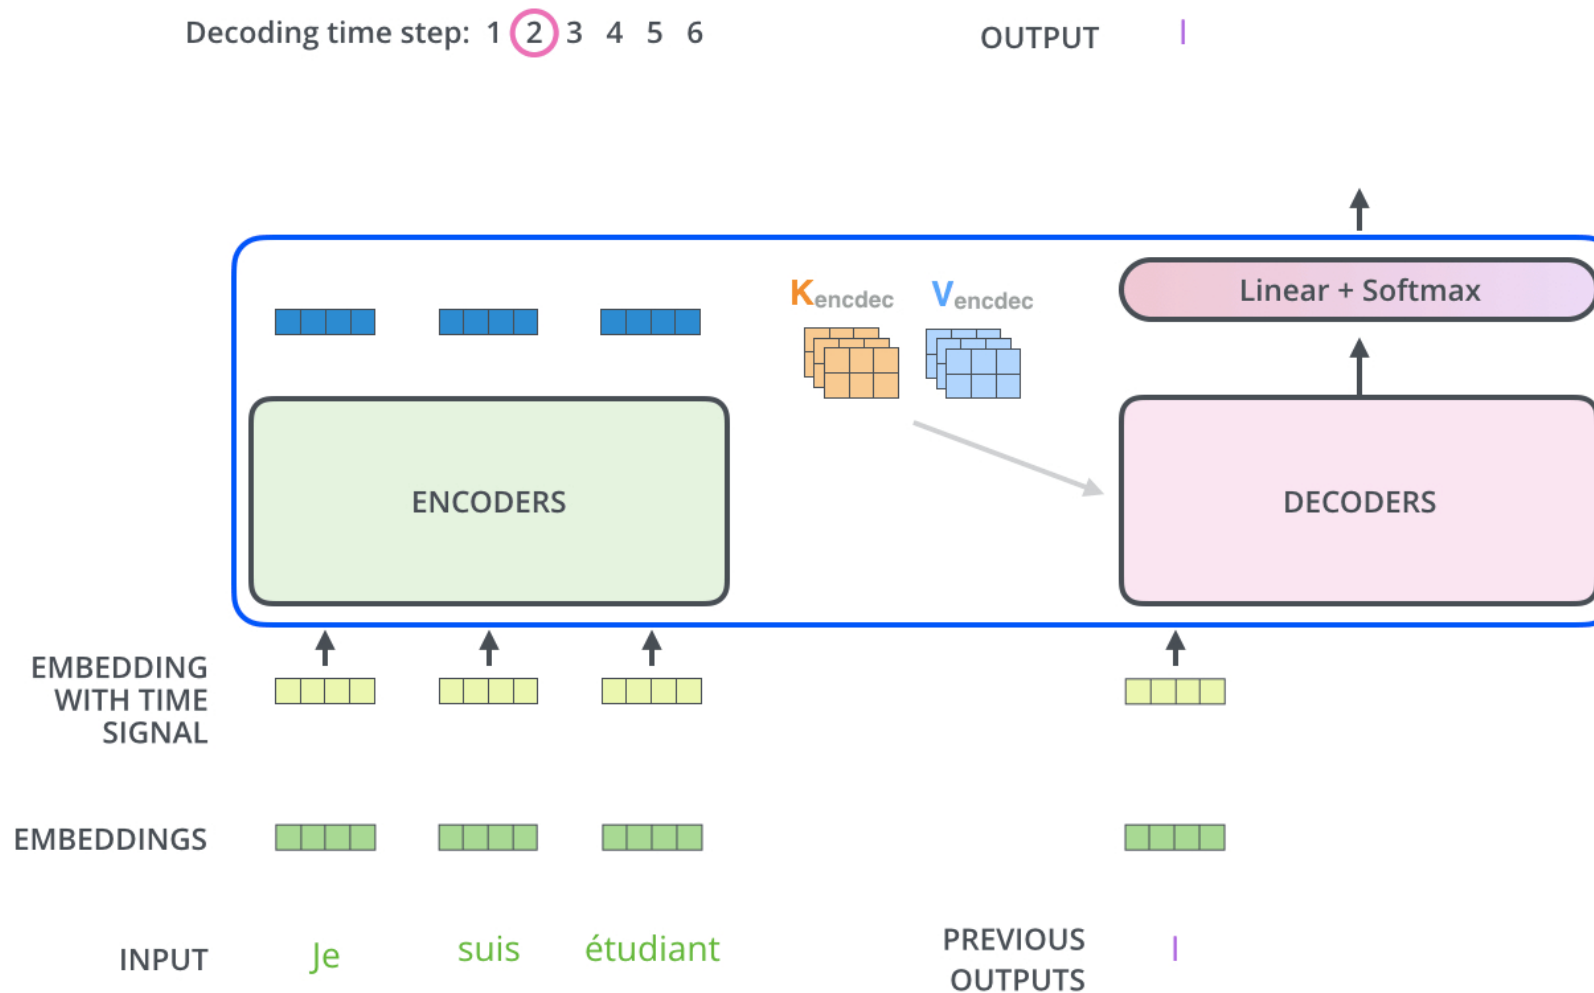 Decoding time step: 1 2 3 4 5 6
OUTPUT I
Kencdec Vencdec
Linear + Softmax
ENCODERS
DECODERS
EMBEDDING
WITH TIME
SIGNAL
EMBEDDINGS
INPUT Je suis étudiant
PREVIOUS
OUTPUTS
I